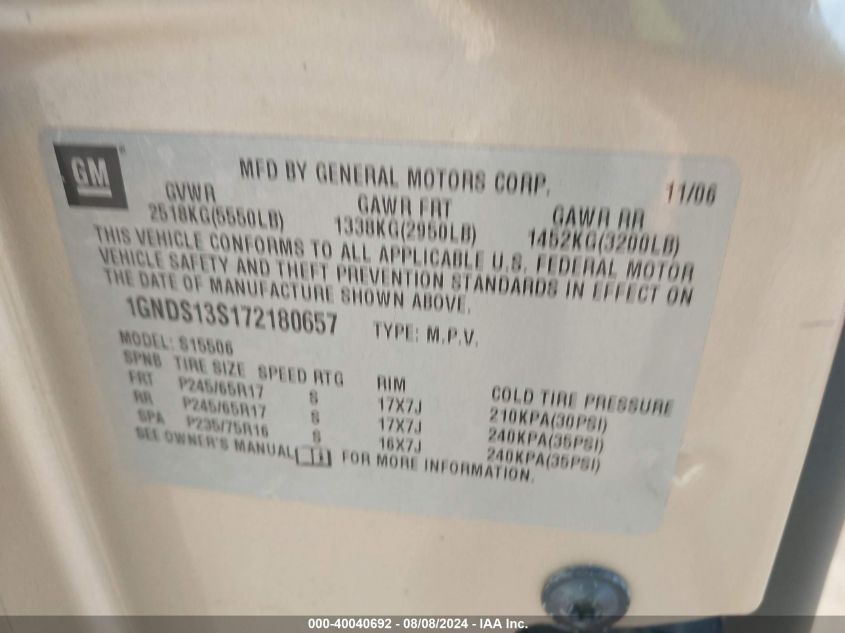 GM
MFD BY GENERAL MOTORS CORP. 11/06
GVWR GAWR FRT GAWR RR
2518KG(5550LB) 1338KG(2950LB) 1452KG(3200LB)
THIS VEHICLE CONFORMS TO ALL APPLICABLE U.S. FEDERAL MOTOR
VEHICLE SAFETY AND THEFT PREVENTION STANDARDS IN EFFECT ON
THE DATE OF MANUFACTURE SHOWN ABOVE.
1GNDS13S172180657 TYPE: M.P.V.
MODEL: S15506
SPNB TIRE SIZE SPEED RTG RIM COLD TIRE PRESSURE
FRT P245/65R17 S 17X7J 210KPA(30PSI)
RR P245/65R17 S 17X7J 240KPA(35PSI)
SPA P235/75R16 S 16X7J 240KPA(35PSI)
SEE OWNER'S MANUAL FOR MORE INFORMATION.
000-40040692 - 08/08/2024 - IAA Inc.